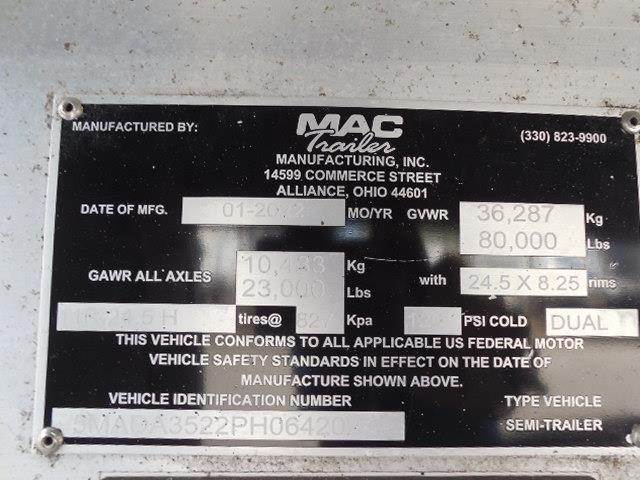 MANUFACTURED BY:
MAC
Trailer
(330) 823-9900
MANUFACTURING, INC.
14599 COMMERCE STREET
ALLIANCE, OHIO 44601
DATE OF MFG. MO/YR GVWR 36,287 Kg
80,000 Lbs
GAWR ALL AXLES Kg
23,000 Lbs
with 24.5 X 8.25 rims
tires@ Kpa PSI COLD DUAL
THIS VEHICLE CONFORMS TO ALL APPLICABLE US FEDERAL MOTOR
VEHICLE SAFETY STANDARDS IN EFFECT ON THE DATE OF
MANUFACTURE SHOWN ABOVE.
VEHICLE IDENTIFICATION NUMBER TYPE VEHICLE
SEMI-TRAILER